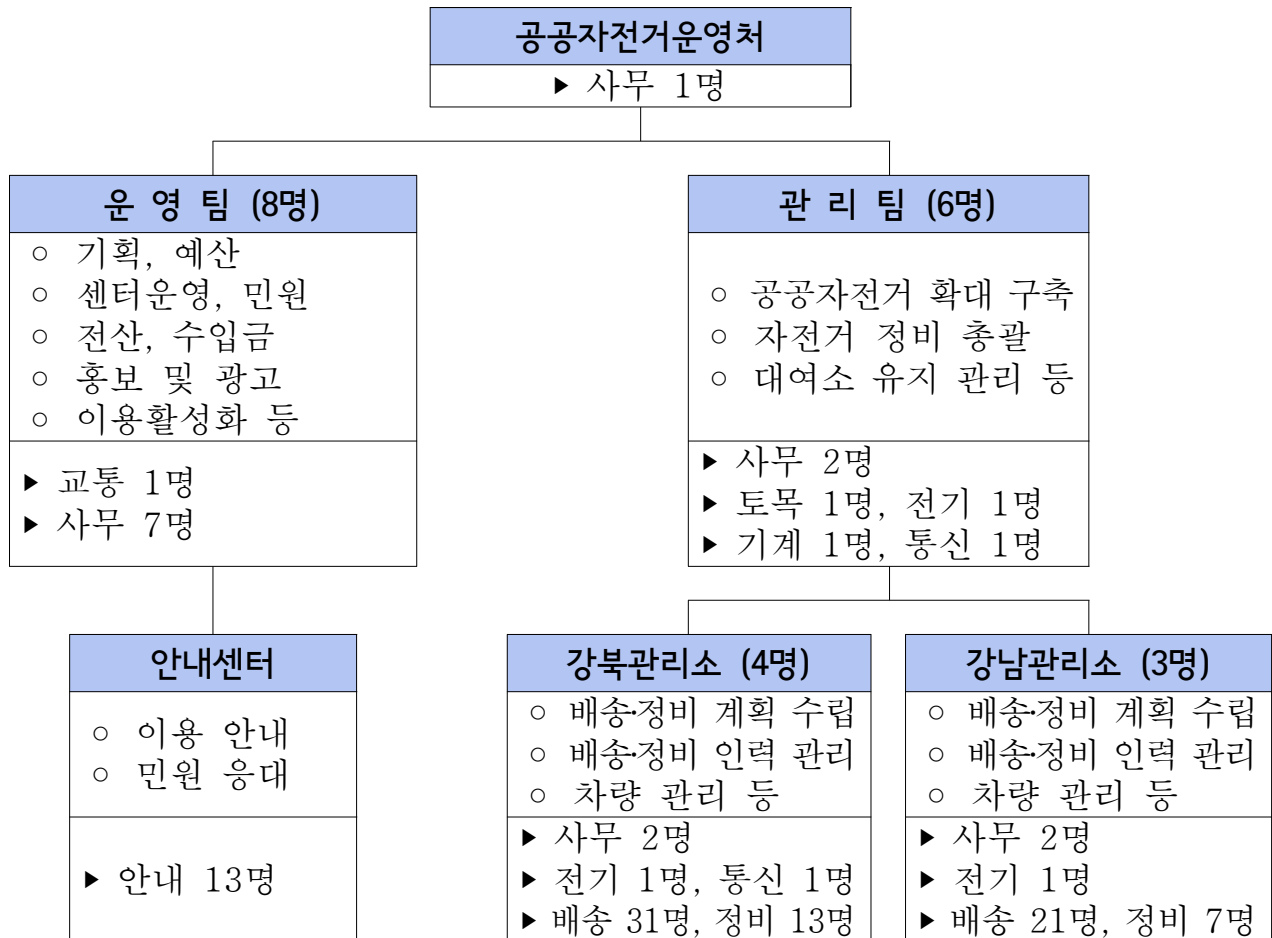 공공자전거운영처
▶ 사무 1명
운 영 팀 (8명)
○ 기획, 예산
○ 센터운영, 민원
○ 전산, 수입금
○ 홍보 및 광고
○ 이용활성화 등
▶ 교통 1명
▶ 사무 7명
관 리 팀 (6명)
○ 공공자전거 확대 구축
○ 자전거 정비 총괄
○ 대여소 유지 관리 등
▶ 사무 2명
▶ 토목 1명, 전기 1명
▶ 기계 1명, 통신 1명
안내센터
○ 이용 안내
○ 민원 응대
▶ 안내 13명
강북관리소 (4명)
○ 배송·정비 계획 수립
○ 배송·정비 인력 관리
○ 차량 관리 등
▶ 사무 2명
▶ 전기 1명, 통신 1명
▶ 배송 31명, 정비 13명
강남관리소 (3명)
○ 배송·정비 계획 수립
○ 배송·정비 인력 관리
○ 차량 관리 등
▶ 사무 2명
▶ 전기 1명
▶ 배송 21명, 정비 7명